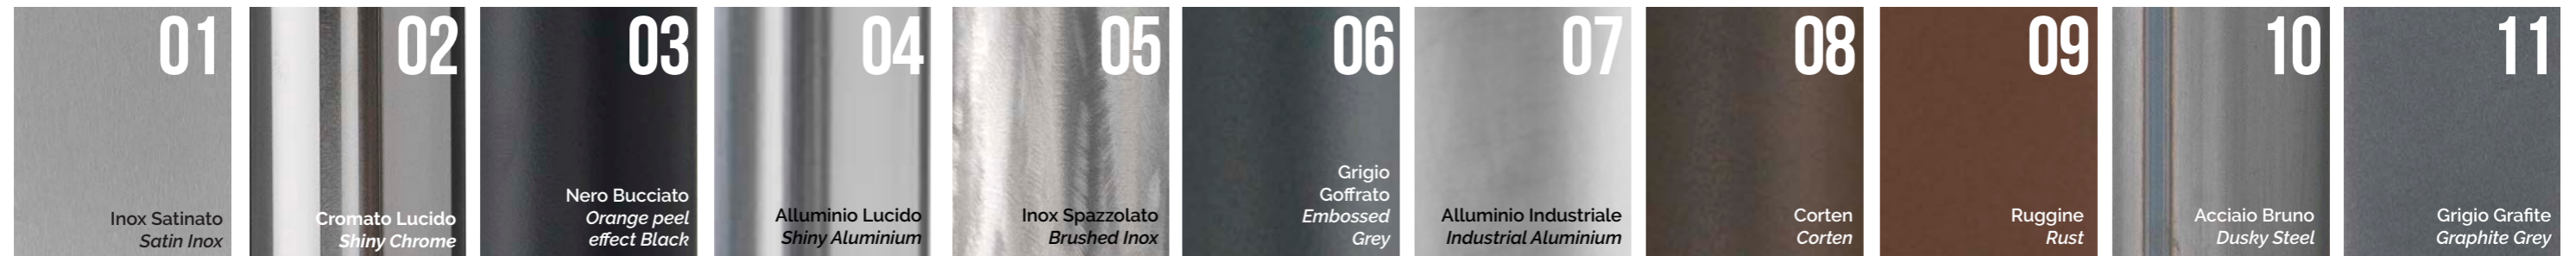 01
Inox Satinato
Satin Inox
02
Cromato Lucido
Shiny Chrome
03
Nero Bucciato
Orange peel
effect Black
04
Alluminio Lucido
Shiny Aluminium
05
Inox Spazzolato
Brushed Inox
06
Grigio
Goffrato
Embossed
Grey
07
Alluminio Industriale
Industrial Aluminium
08
Corten
Corten
09
Ruggine
Rust
10
Acciaio Bruno
Dusky Steel
11
Grigio Grafite
Graphite Grey